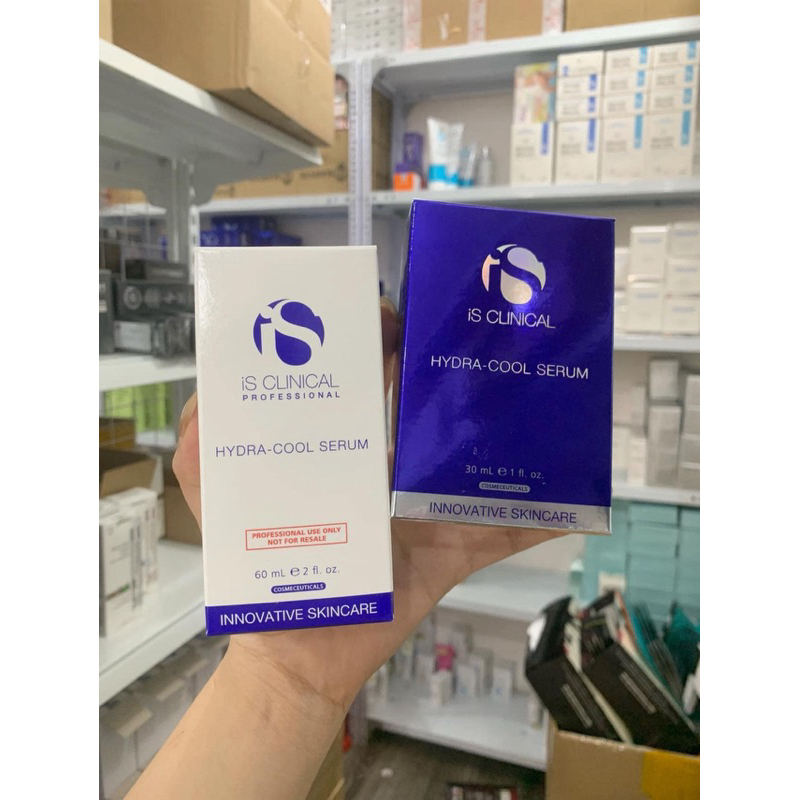 iS
iS CLINICAL
PROFESSIONAL
HYDRA-COOL SERUM
PROFESSIONAL USE ONLY
NOT FOR RESALE
60 mL ℮ 2 fl. oz.
COSMECEUTICALS
INNOVATIVE SKINCARE
iS
iS CLINICAL
HYDRA-COOL SERUM
30 mL ℮ 1 fl. oz.
COSMECEUTICALS
INNOVATIVE SKINCARE